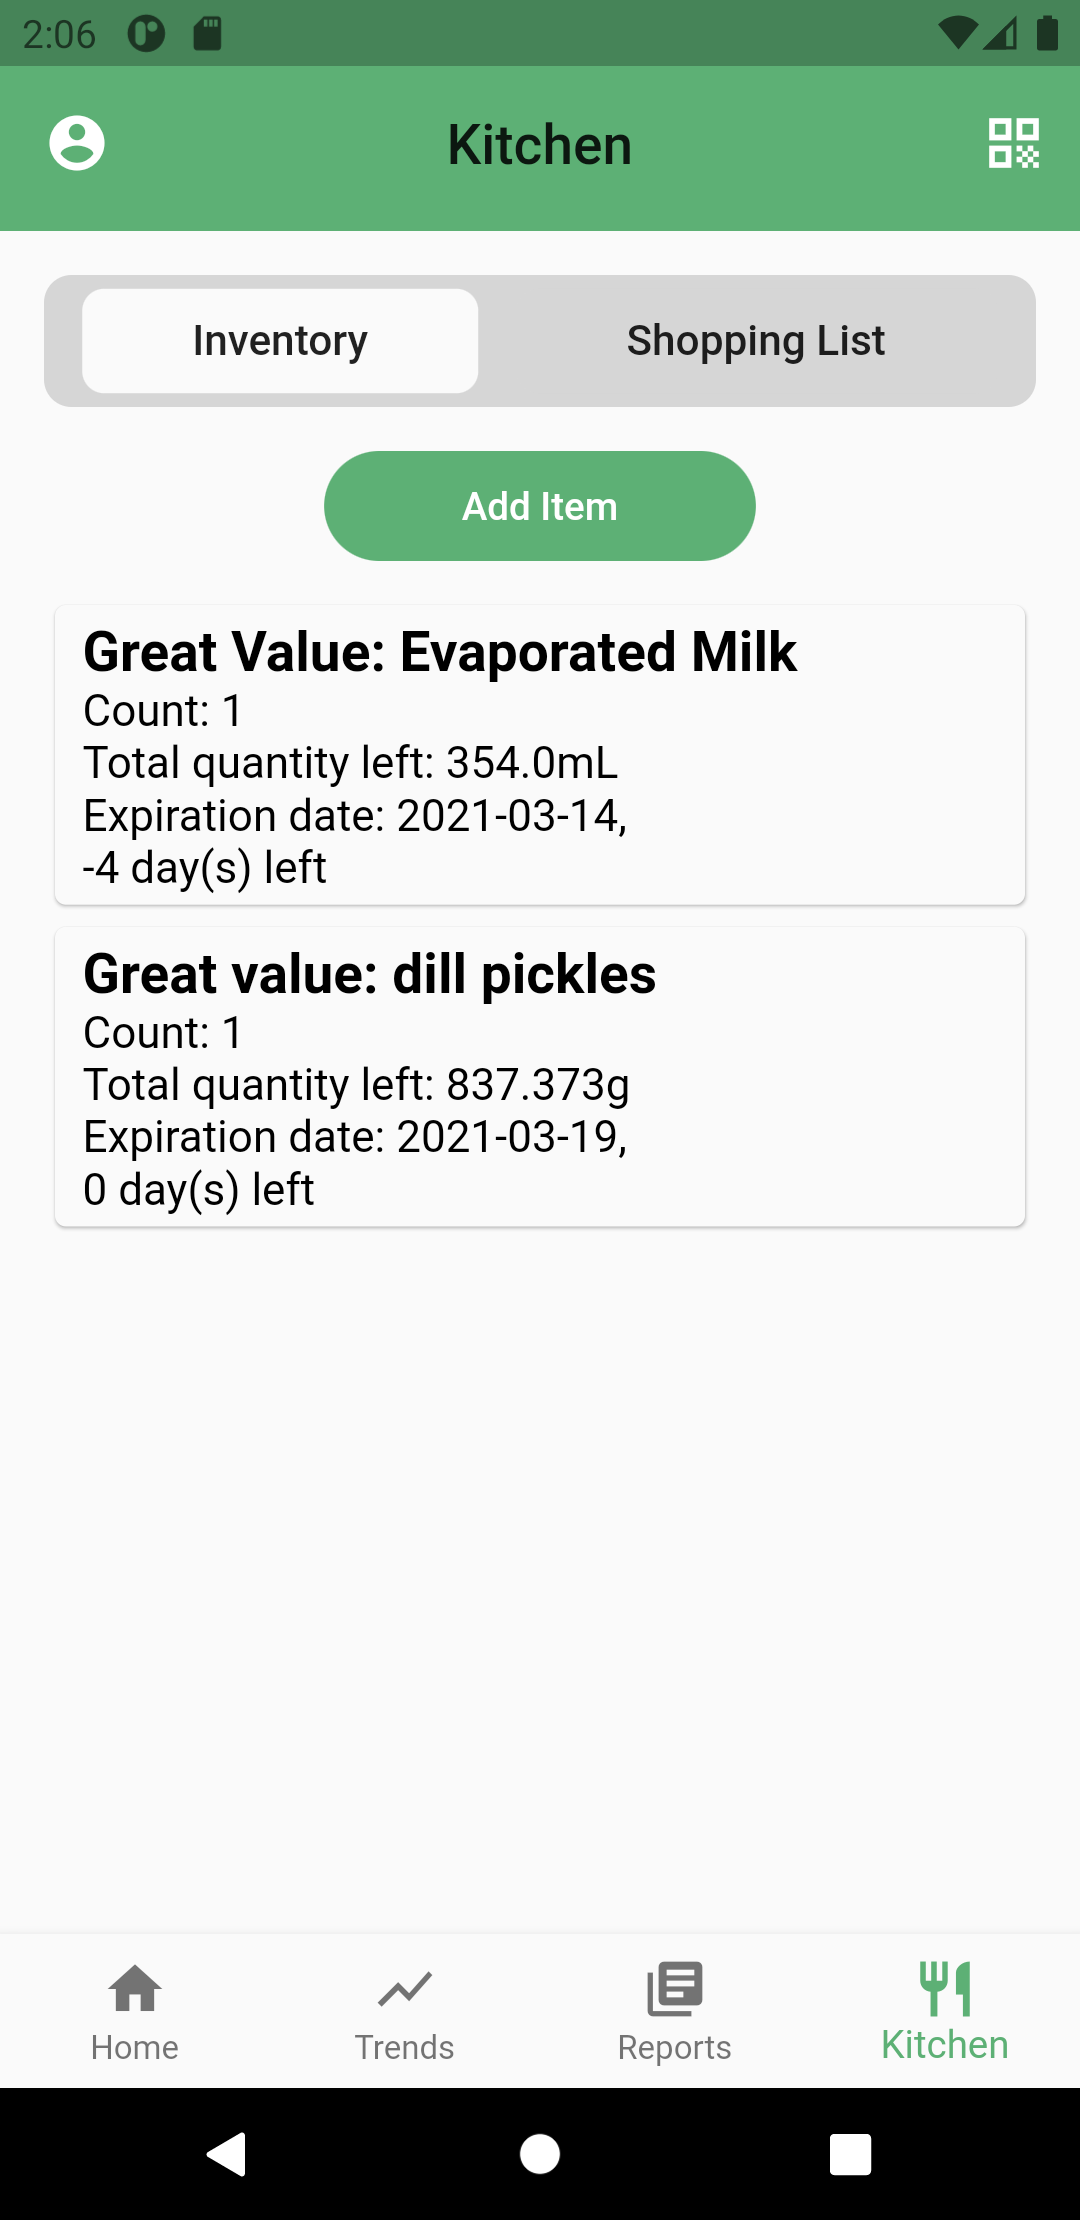 2:06
Kitchen
Inventory
Shopping List
Add Item
Great Value: Evaporated Milk
Count: 1
Total quantity left: 354.0mL
Expiration date: 2021-03-14,
-4 day(s) left
Great value: dill pickles
Count: 1
Total quantity left: 837.373g
Expiration date: 2021-03-19,
0 day(s) left
Home
Trends
Reports
Kitchen